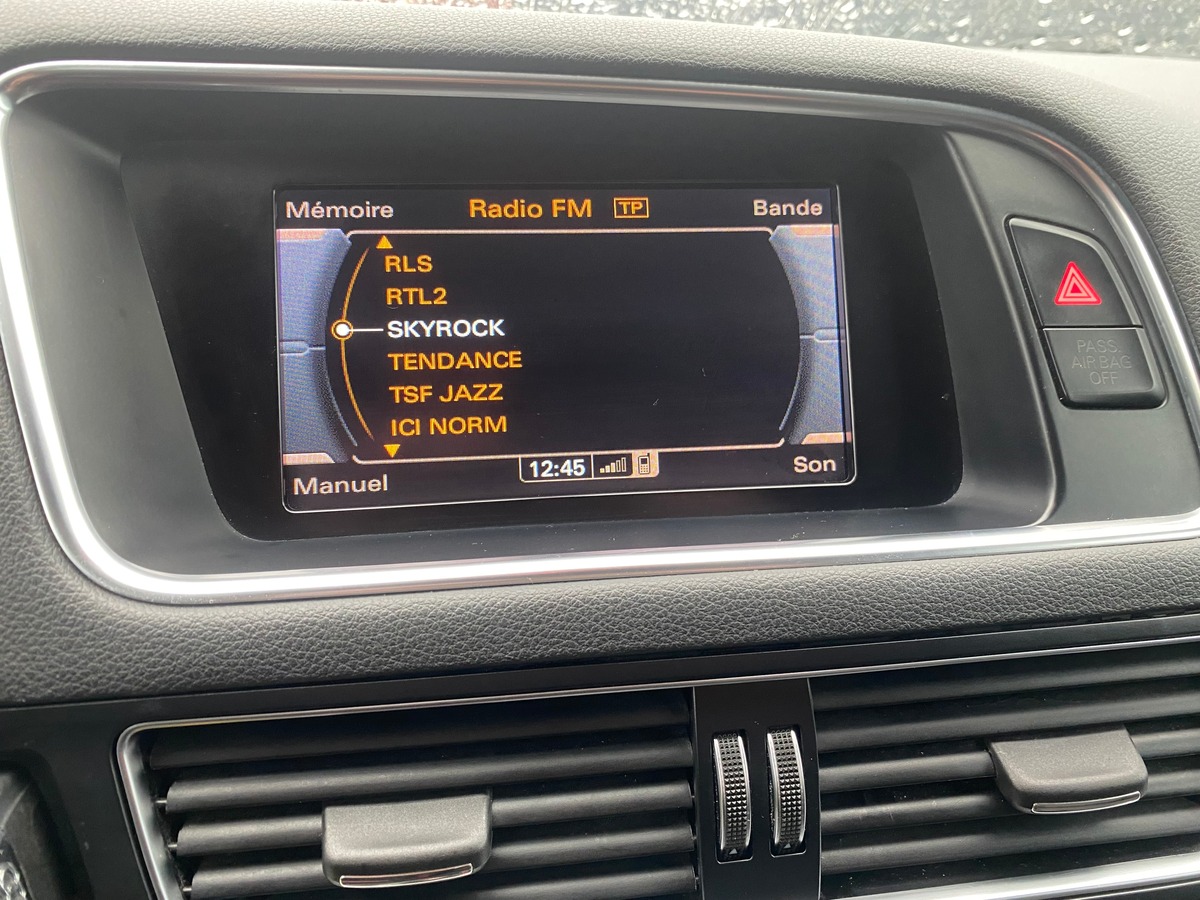 Mémoire Radio FM TP Bande
RLS
RTL2
SKYROCK
TENDANCE
TSF JAZZ
ICI NORM
Manuel 12:45 Son
PASS.
AIR BAG
OFF